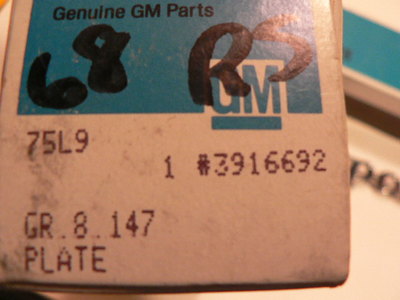 Genuine GM Parts
68 RS
GM
75L9
1 #3916692
GR.8.147
PLATE